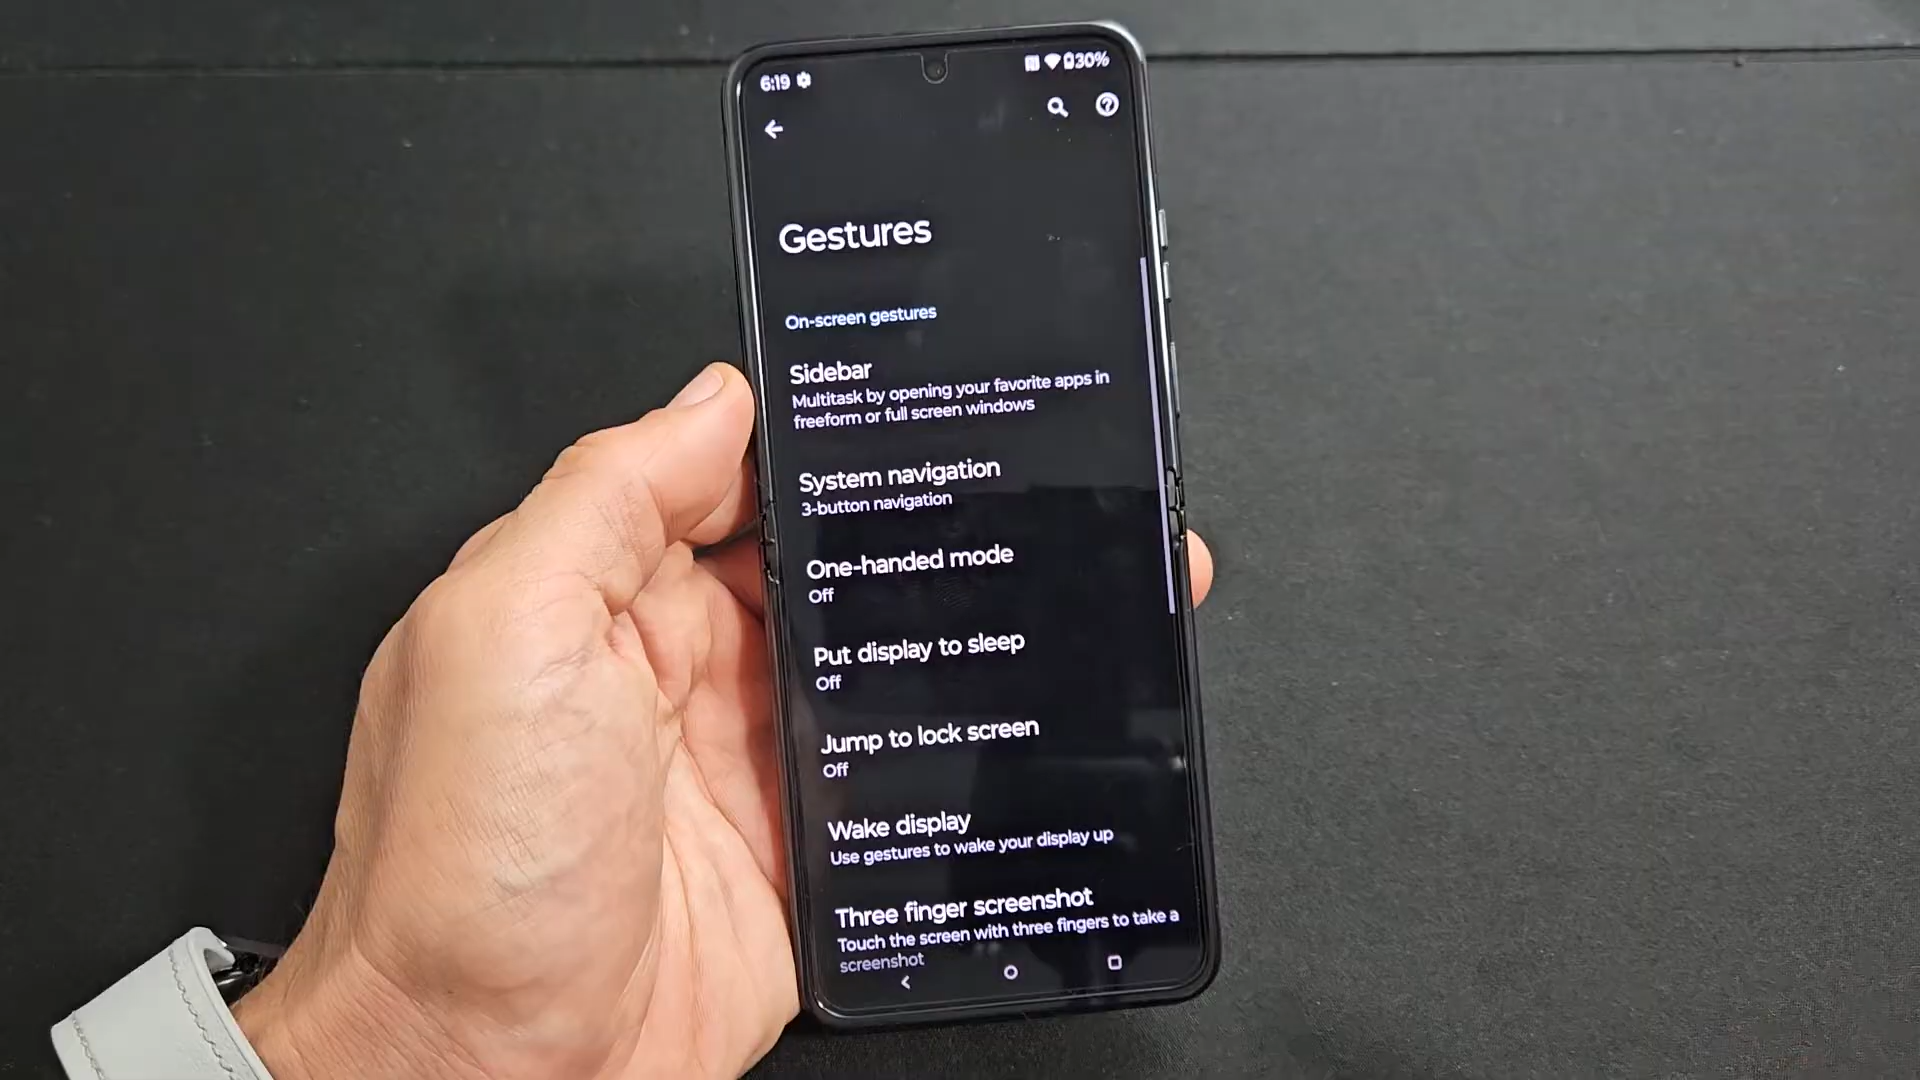 6:19
30%
Gestures
On-screen gestures
Sidebar
Multitask by opening your favorite apps in
freeform or full screen windows
System navigation
3-button navigation
One-handed mode
Off
Put display to sleep
Off
Jump to lock screen
Off
Wake display
Use gestures to wake your display up
Three finger screenshot
Touch the screen with three fingers to take a
screenshot